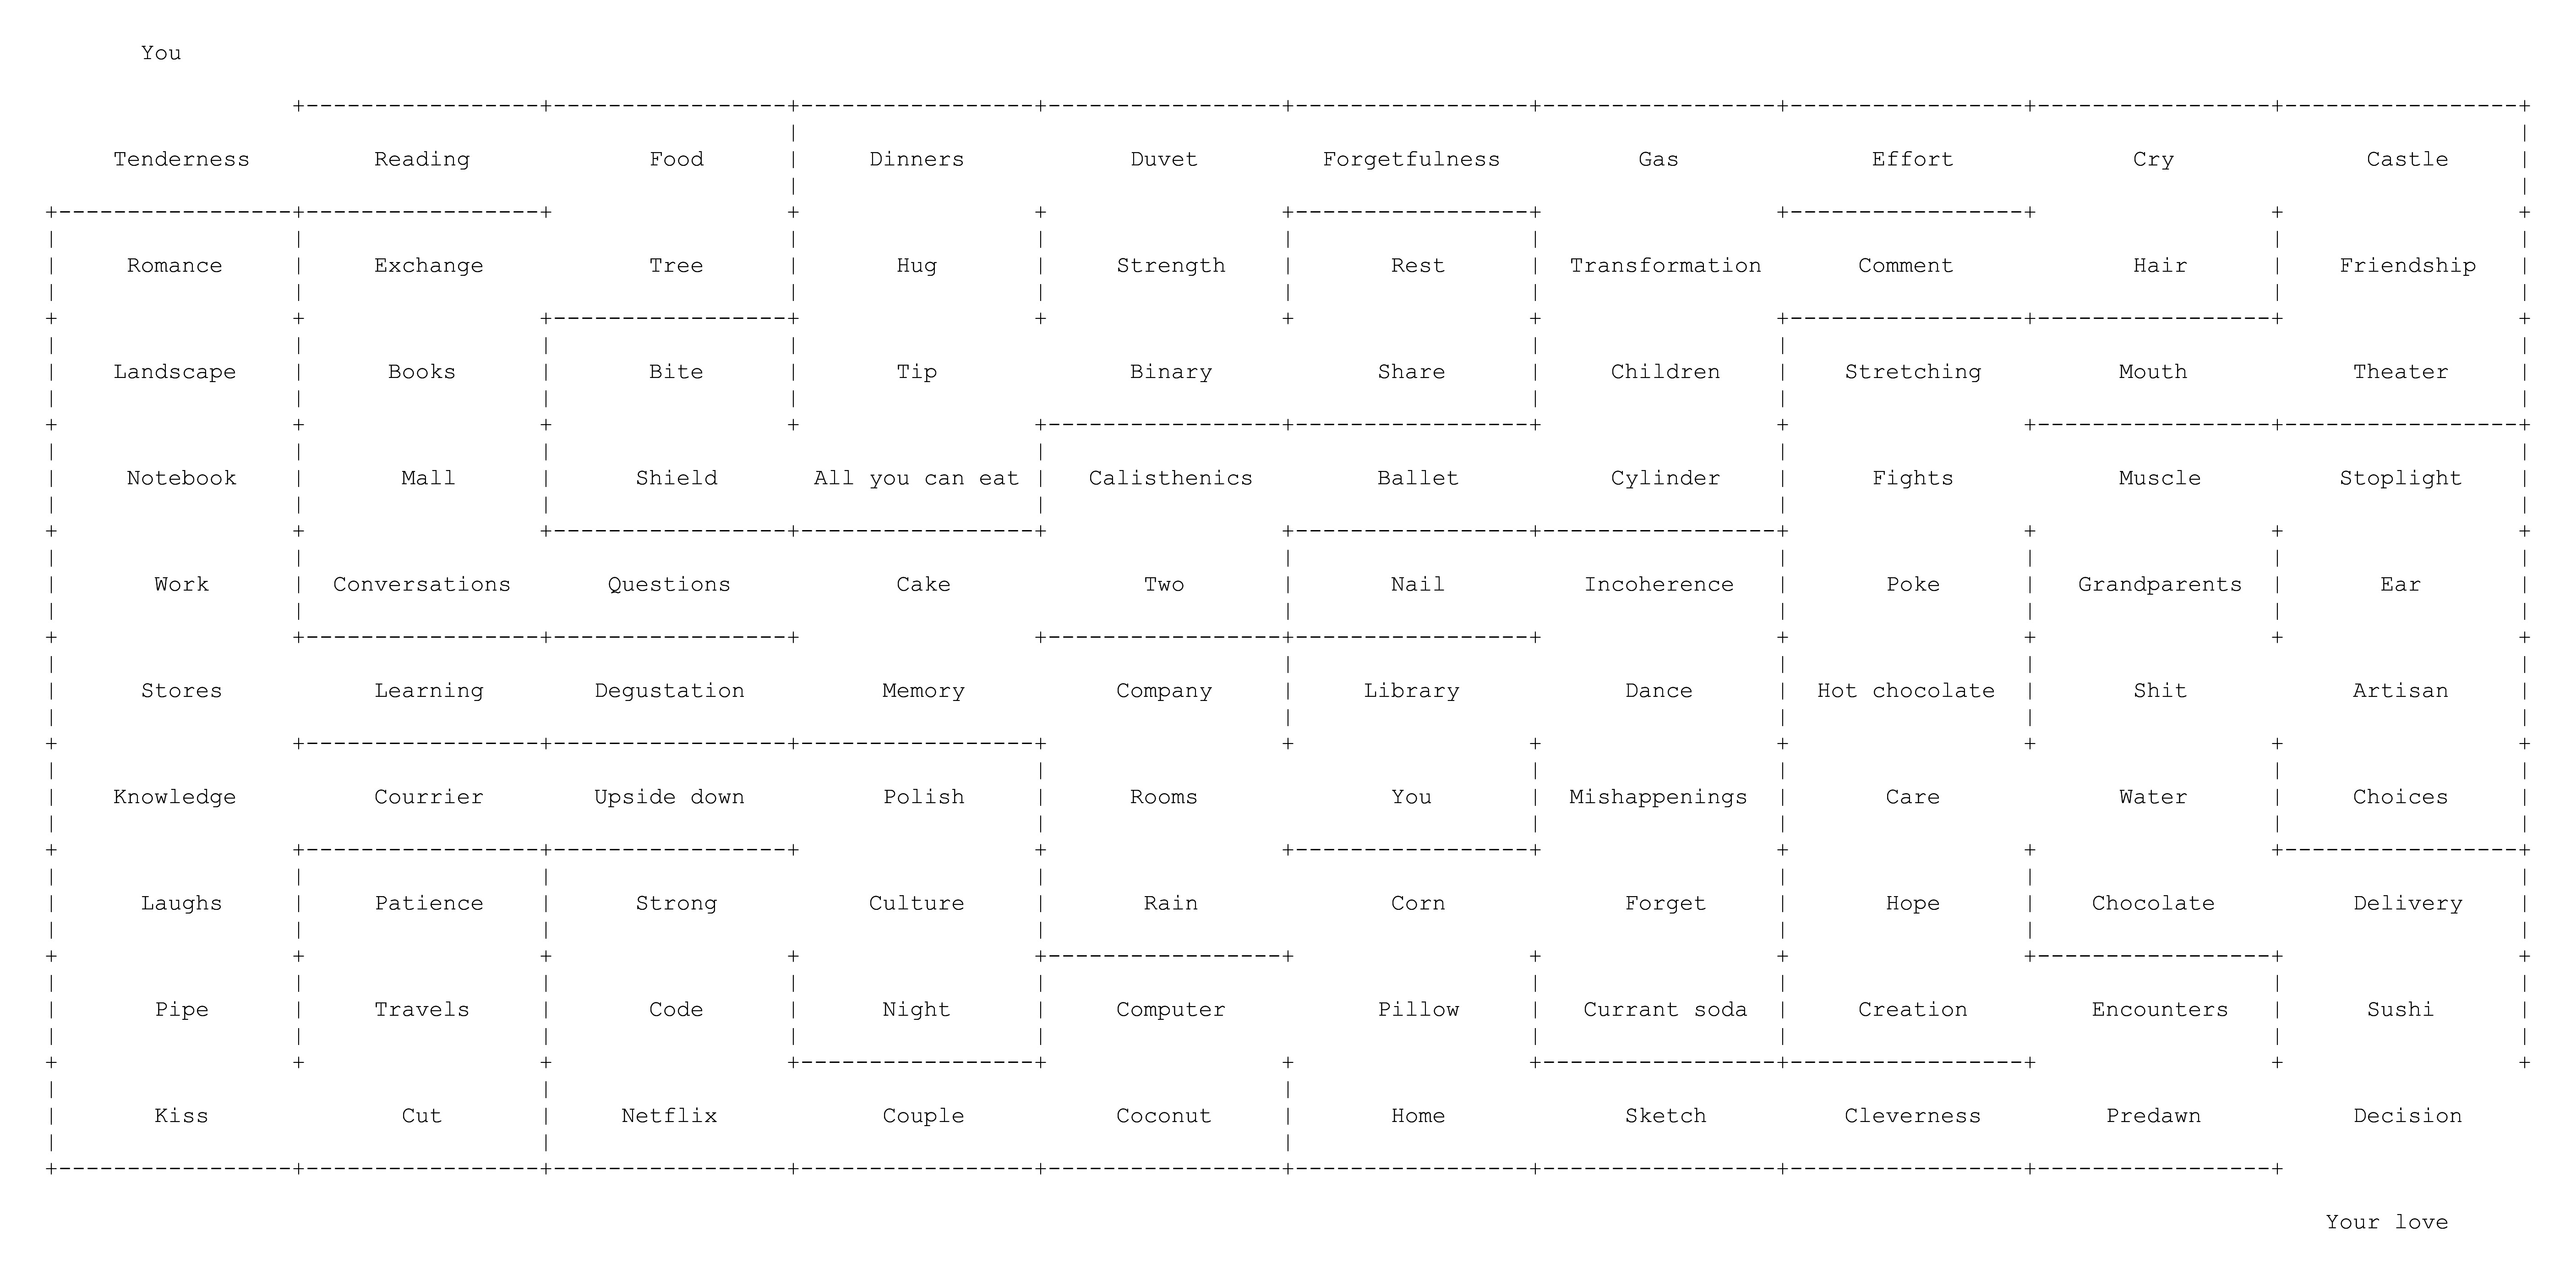 You
Tenderness Reading Food Dinners Duvet Forgetfulness Gas Effort Cry Castle
Romance Exchange Tree Hug Strength Rest Transformation Comment Hair Friendship
Landscape Books Bite Tip Binary Share Children Stretching Mouth Theater
Notebook Mall Shield All you can eat Calisthenics Ballet Cylinder Fights Muscle Stoplight
Work Conversations Questions Cake Two Nail Incoherence Poke Grandparents Ear
Stores Learning Degustation Memory Company Library Dance Hot chocolate Shit Artisan
Knowledge Courrier Upside down Polish Rooms You Mishappenings Care Water Choices
Laughs Patience Strong Culture Rain Corn Forget Hope Chocolate Delivery
Pipe Travels Code Night Computer Pillow Currant soda Creation Encounters Sushi
Kiss Cut Netflix Couple Coconut Home Sketch Cleverness Predawn Decision
Your love